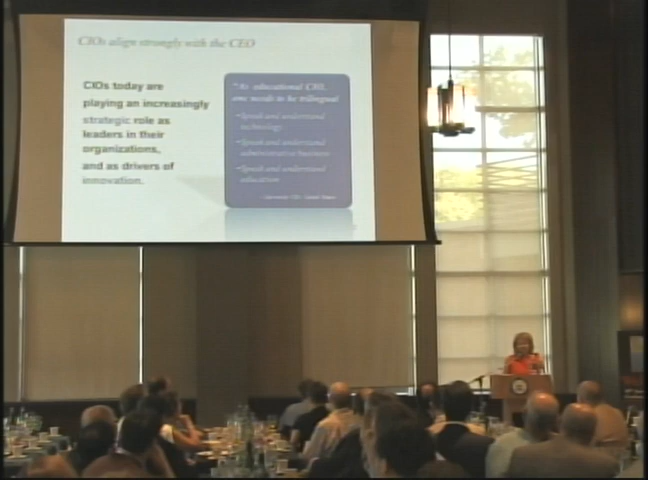 CIOs align strongly with the CEO
CIOs today are
playing an increasingly
strategic role as
leaders in their
organizations,
and as drivers of
innovation.
"As educational CIO,
one needs to be trilingual
•Speak and understand
technology
•Speak and understand
administrative business
•Speak and understand
education